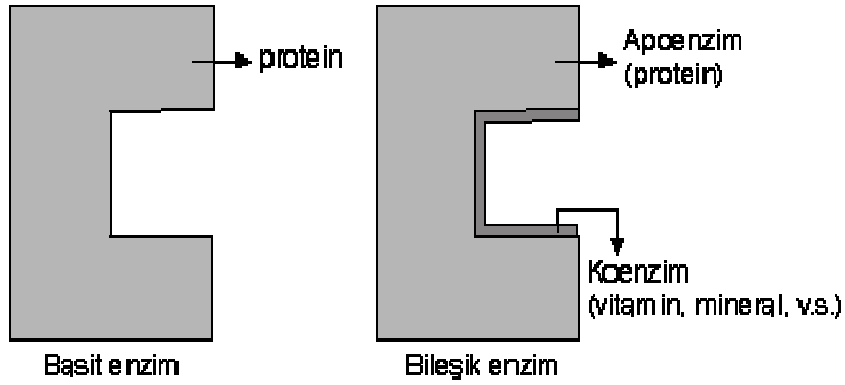 protein
Apoenzim
(protein)
Koenzim
(vitamin, mineral, v.s.)
Basit enzim
Bileşik enzim